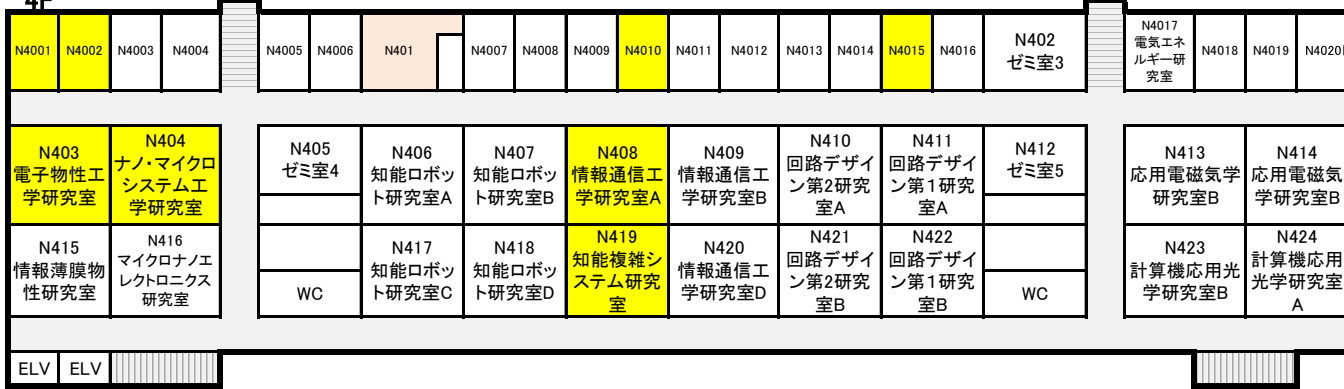 4F
N4001 N4002 N4003 N4004 N4005 N4006 N401 N4007 N4008 N4009 N4010 N4011 N4012 N4013 N4014 N4015 N4016
N402
ゼミ室3
N4017
電気エネ
ルギー研
究室
N4018 N4019 N4020
N403
電子物性工
学研究室
N404
ナノ・マイクロ
システムエ
学研究室
N405
ゼミ室4
N406
知能ロボッ
ト研究室A
N407
知能ロボッ
ト研究室B
N408
情報通信工
学研究室A
N409
情報通信工
学研究室B
N410
回路デザイ
ン第2研究
室A
N411
回路デザイ
ン第1研究
室A
N412
ゼミ室5
N413
応用電磁気学
研究室B
N414
応用電磁気
学研究室B
N415
情報薄膜物
性研究室
N416
マイクロナノエ
レクトロニクス
研究室
WC
N417
知能ロボッ
ト研究室C
N418
知能ロボッ
ト研究室D
N419
知能複雑シ
ステム研究
室
N420
情報通信工
学研究室D
N421
回路デザイ
ン第2研究
室B
N422
回路デザイ
ン第1研究
室B
WC
N423
計算機応用光
学研究室B
N424
計算機応用
光学研究室
A
ELV ELV